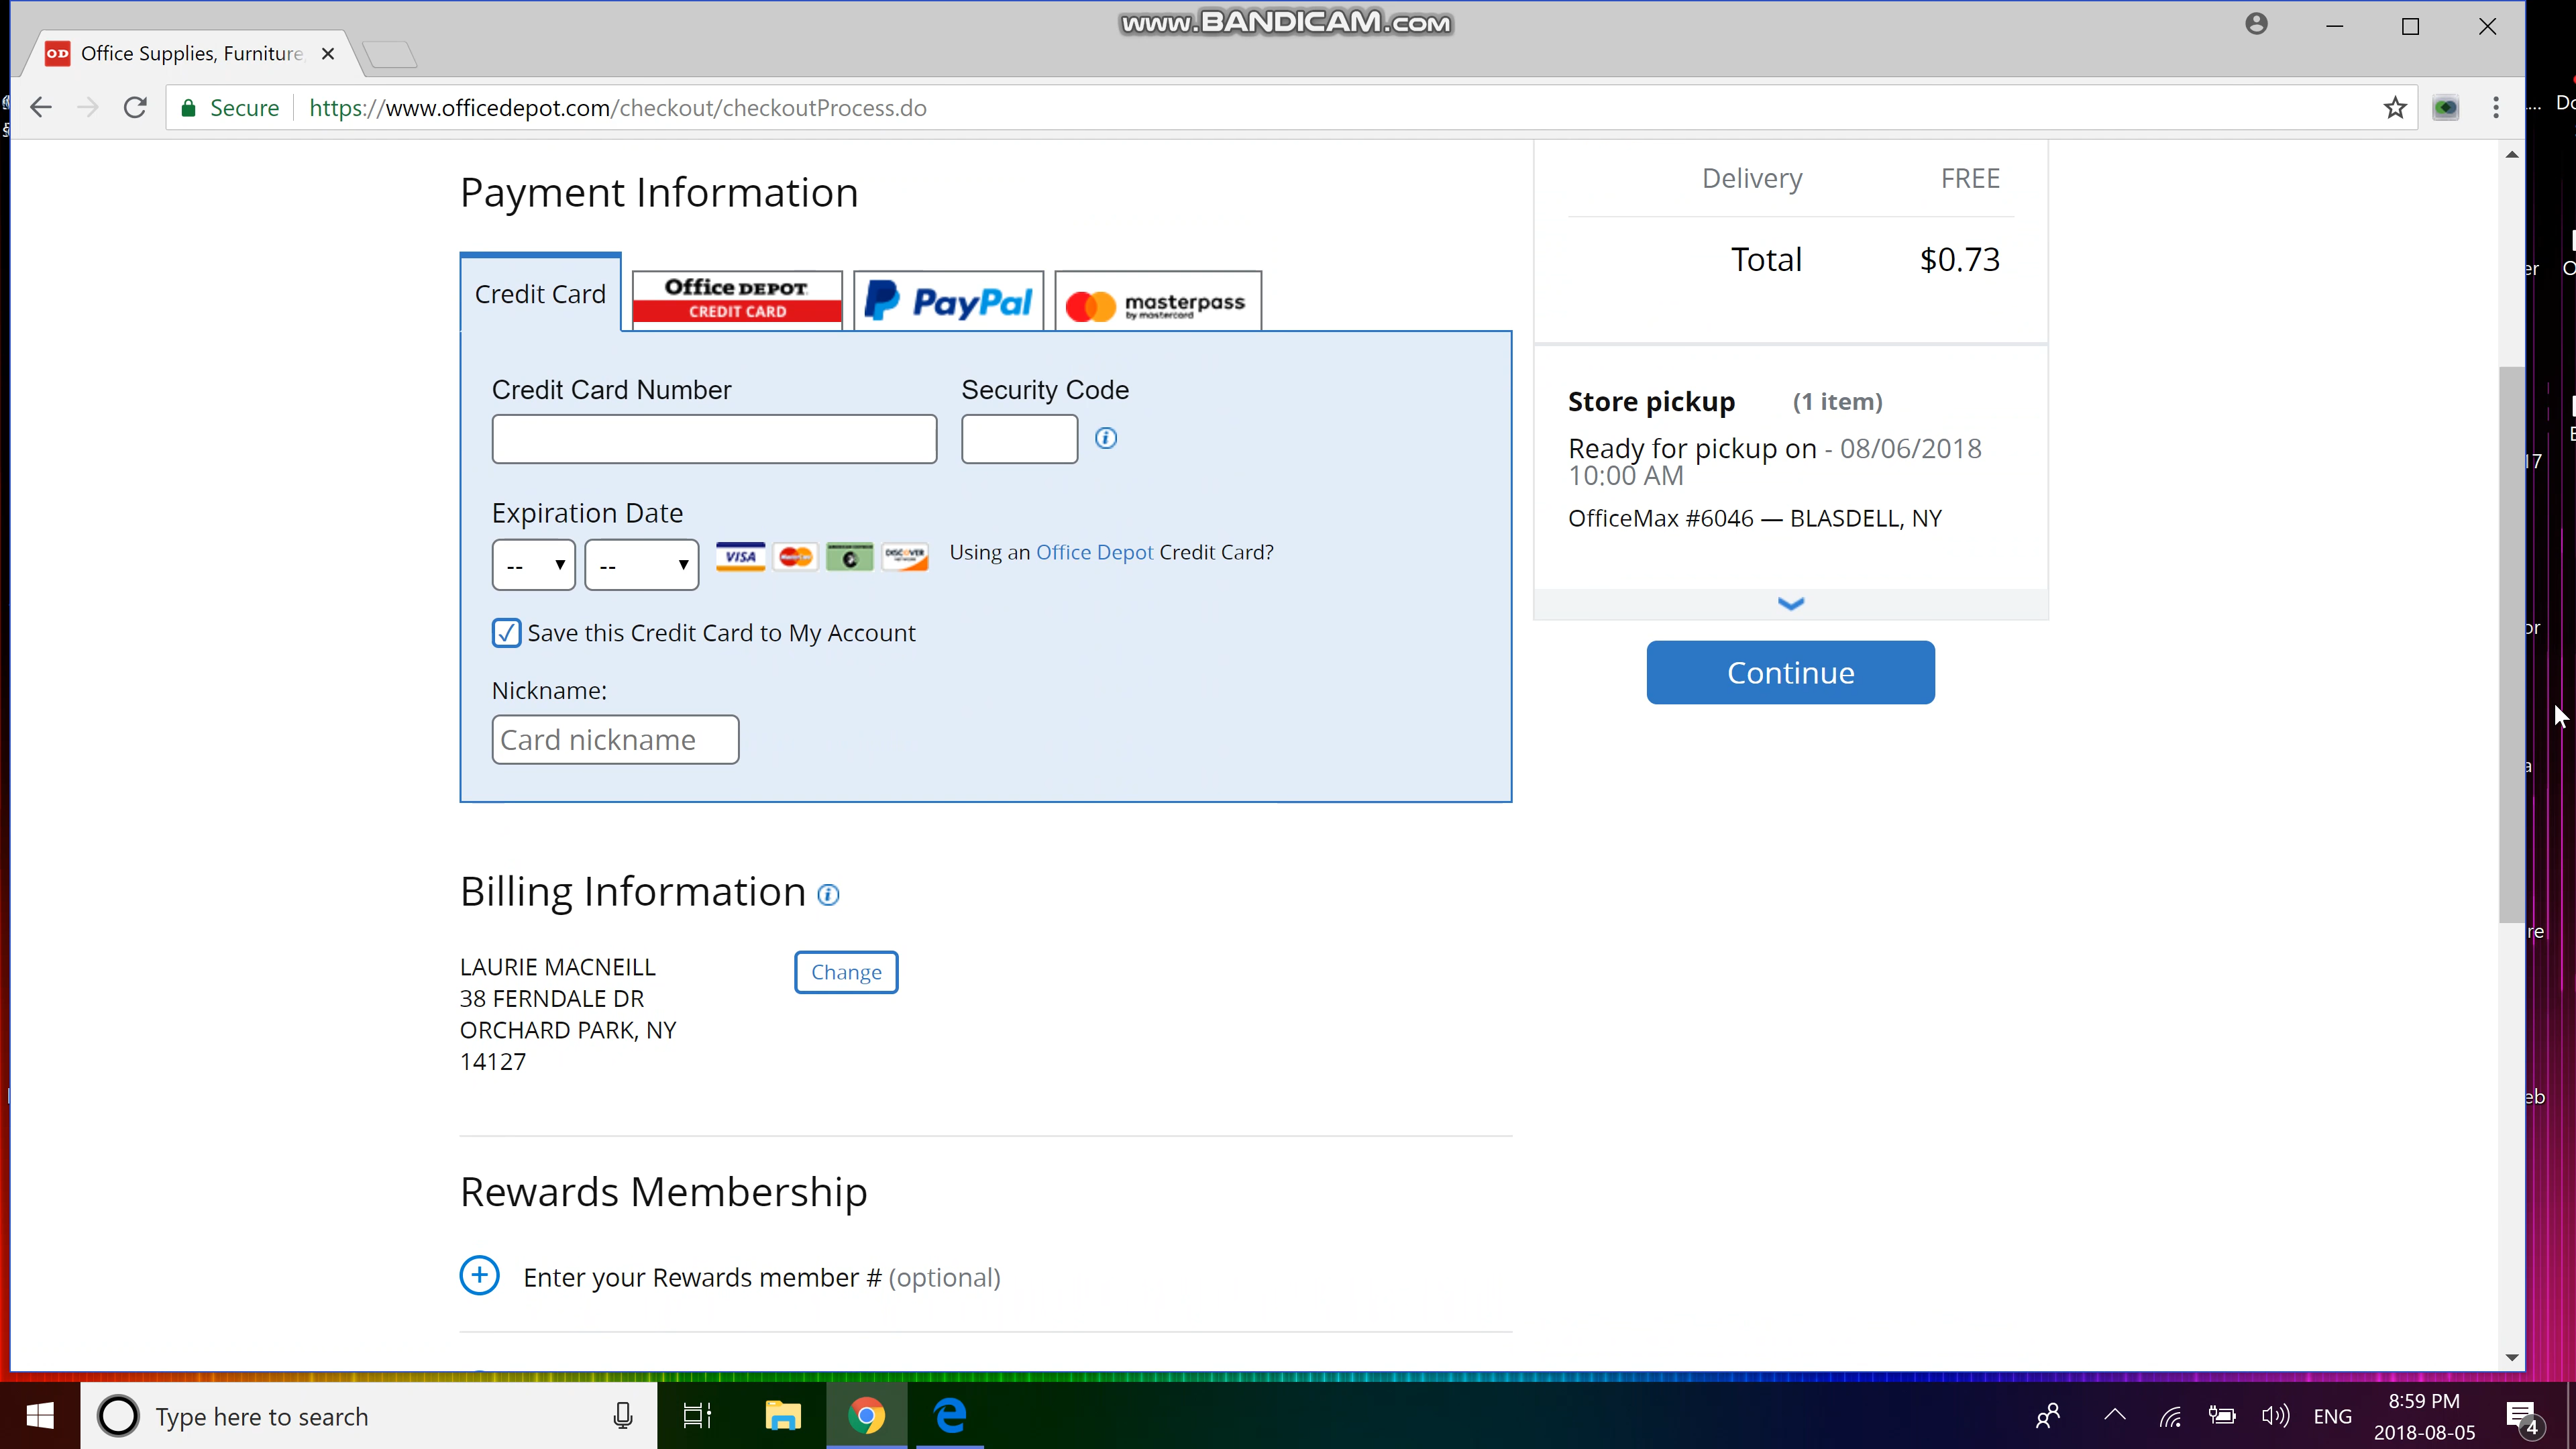 www.BANDICAM.com
OD Office Supplies, Furniture
Secure https://www.officedepot.com/checkout/checkoutProcess.do
Payment Information
Credit Card
Office DEPOT
CREDIT CARD
PayPal
masterpass
by mastercard
Credit Card Number
Security Code
Expiration Date
--
--
VISA
DISCOVER
Using an Office Depot Credit Card?
Save this Credit Card to My Account
Nickname:
Card nickname
Billing Information
LAURIE MACNEILL
38 FERNDALE DR
ORCHARD PARK, NY
14127
Change
Rewards Membership
Enter your Rewards member # (optional)
Delivery FREE
Total $0.73
Store pickup (1 item)
Ready for pickup on - 08/06/2018
10:00 AM
OfficeMax #6046 — BLASDELL, NY
Continue
Type here to search
ENG
8:59 PM
2018-08-05
4